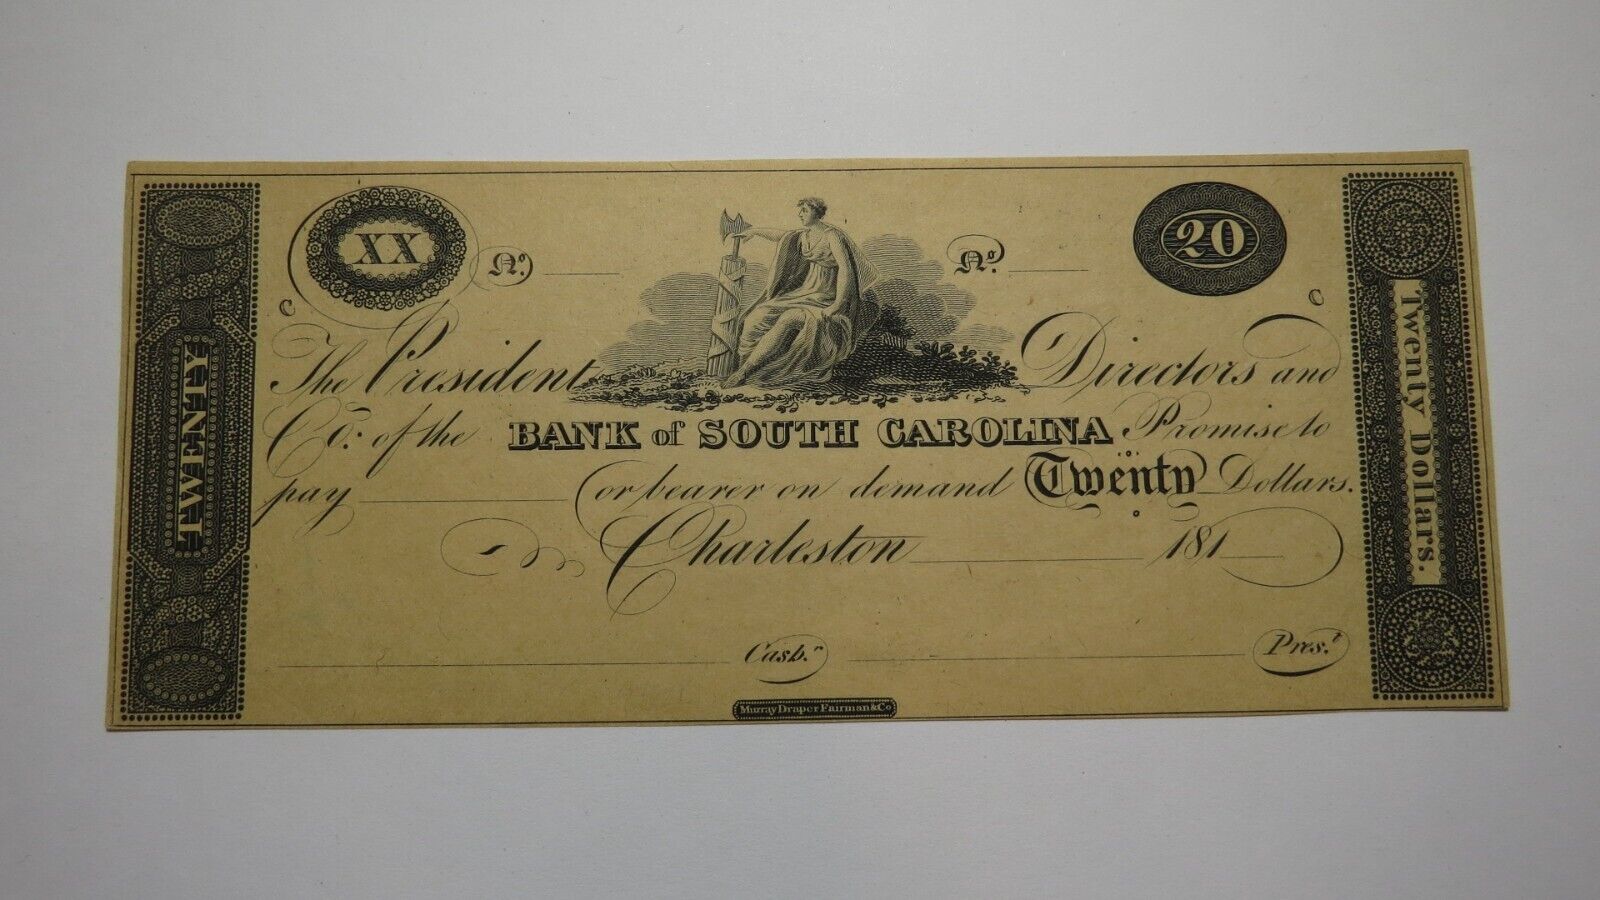 XX Nº. Nº. 20
C C
The President Directors and
Co: of the BANK of SOUTH CAROLINA Promise to
pay or bearer on demand Twenty Dollars.
Charleston 181
Cash.r Pres.t
Murray Draper Fairman & Co
TWENTY
Twenty Dollars.